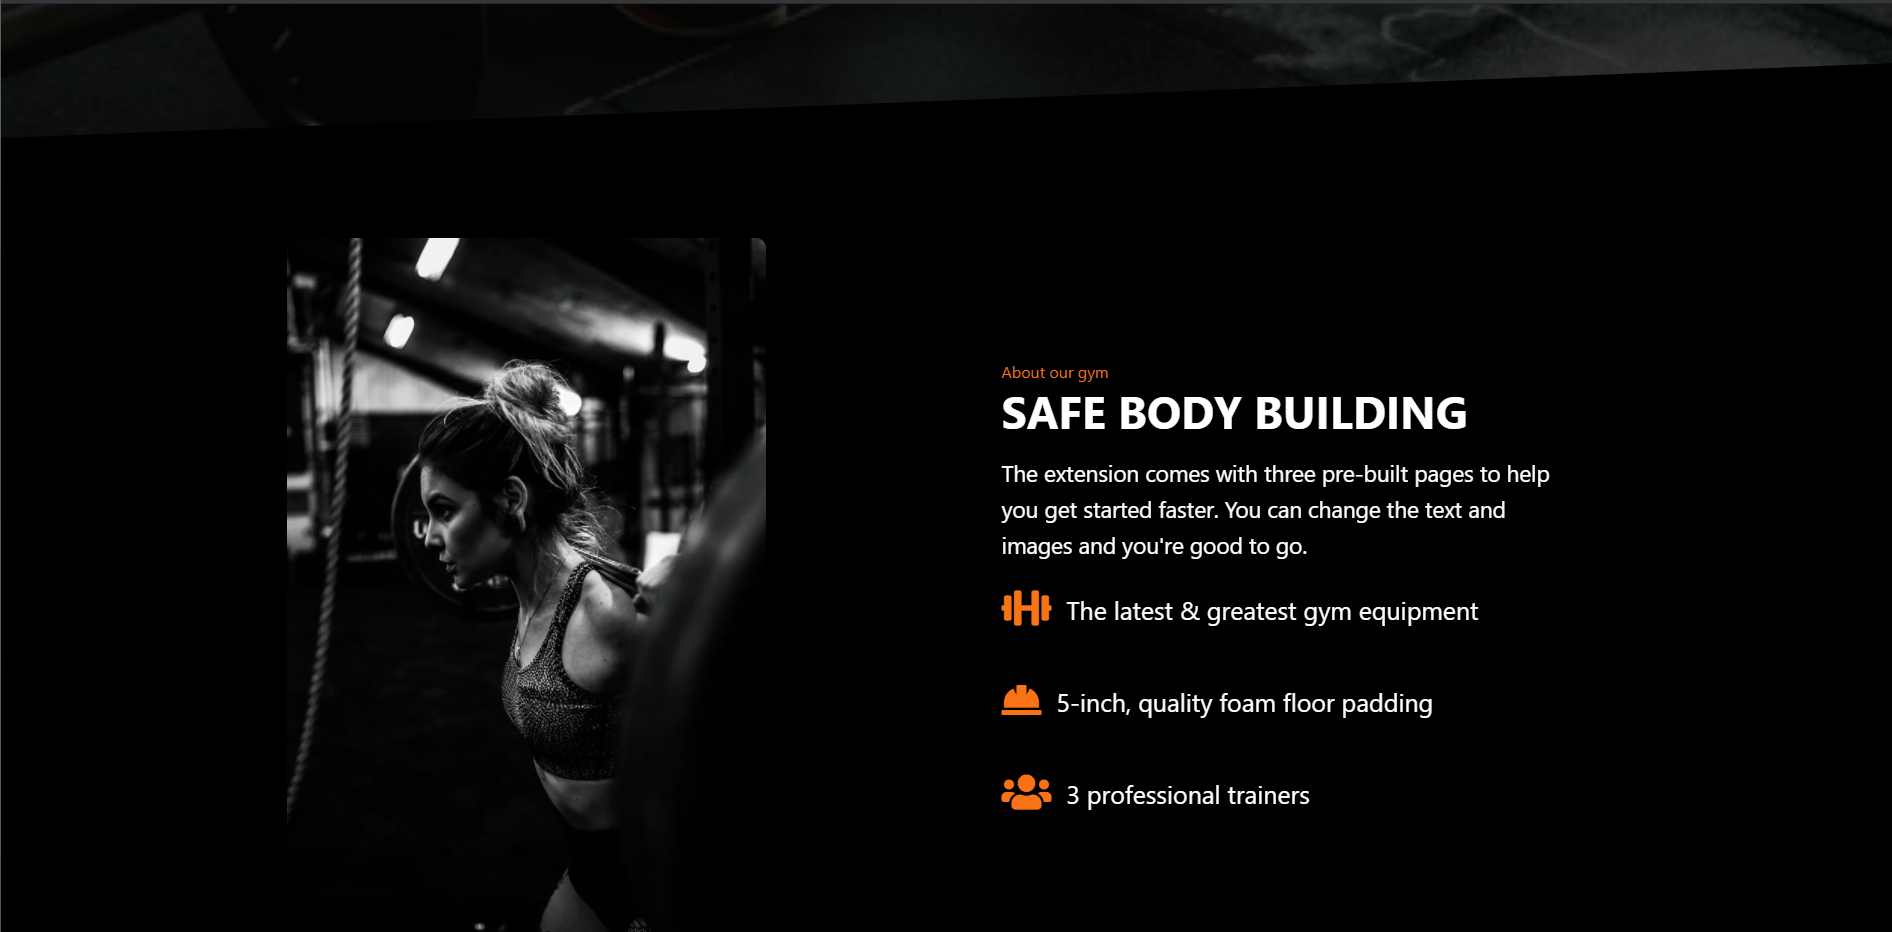 About our gym
SAFE BODY BUILDING
The extension comes with three pre-built pages to help
you get started faster. You can change the text and
images and you're good to go.
The latest & greatest gym equipment
5-inch, quality foam floor padding
3 professional trainers